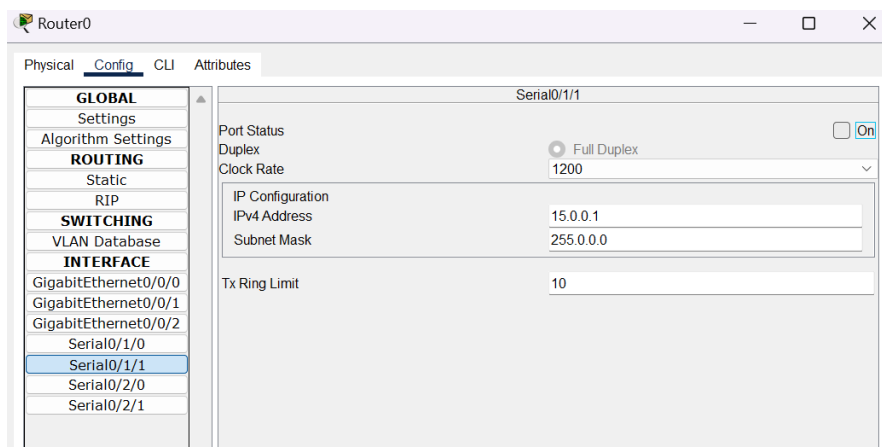 Router0
Physical Config CLI Attributes
GLOBAL
Settings
Algorithm Settings
ROUTING
Static
RIP
SWITCHING
VLAN Database
INTERFACE
GigabitEthernet0/0/0
GigabitEthernet0/0/1
GigabitEthernet0/0/2
Serial0/1/0
Serial0/1/1
Serial0/2/0
Serial0/2/1
Serial0/1/1
Port Status On
Duplex Full Duplex
Clock Rate 1200
IP Configuration
IPv4 Address 15.0.0.1
Subnet Mask 255.0.0.0
Tx Ring Limit 10